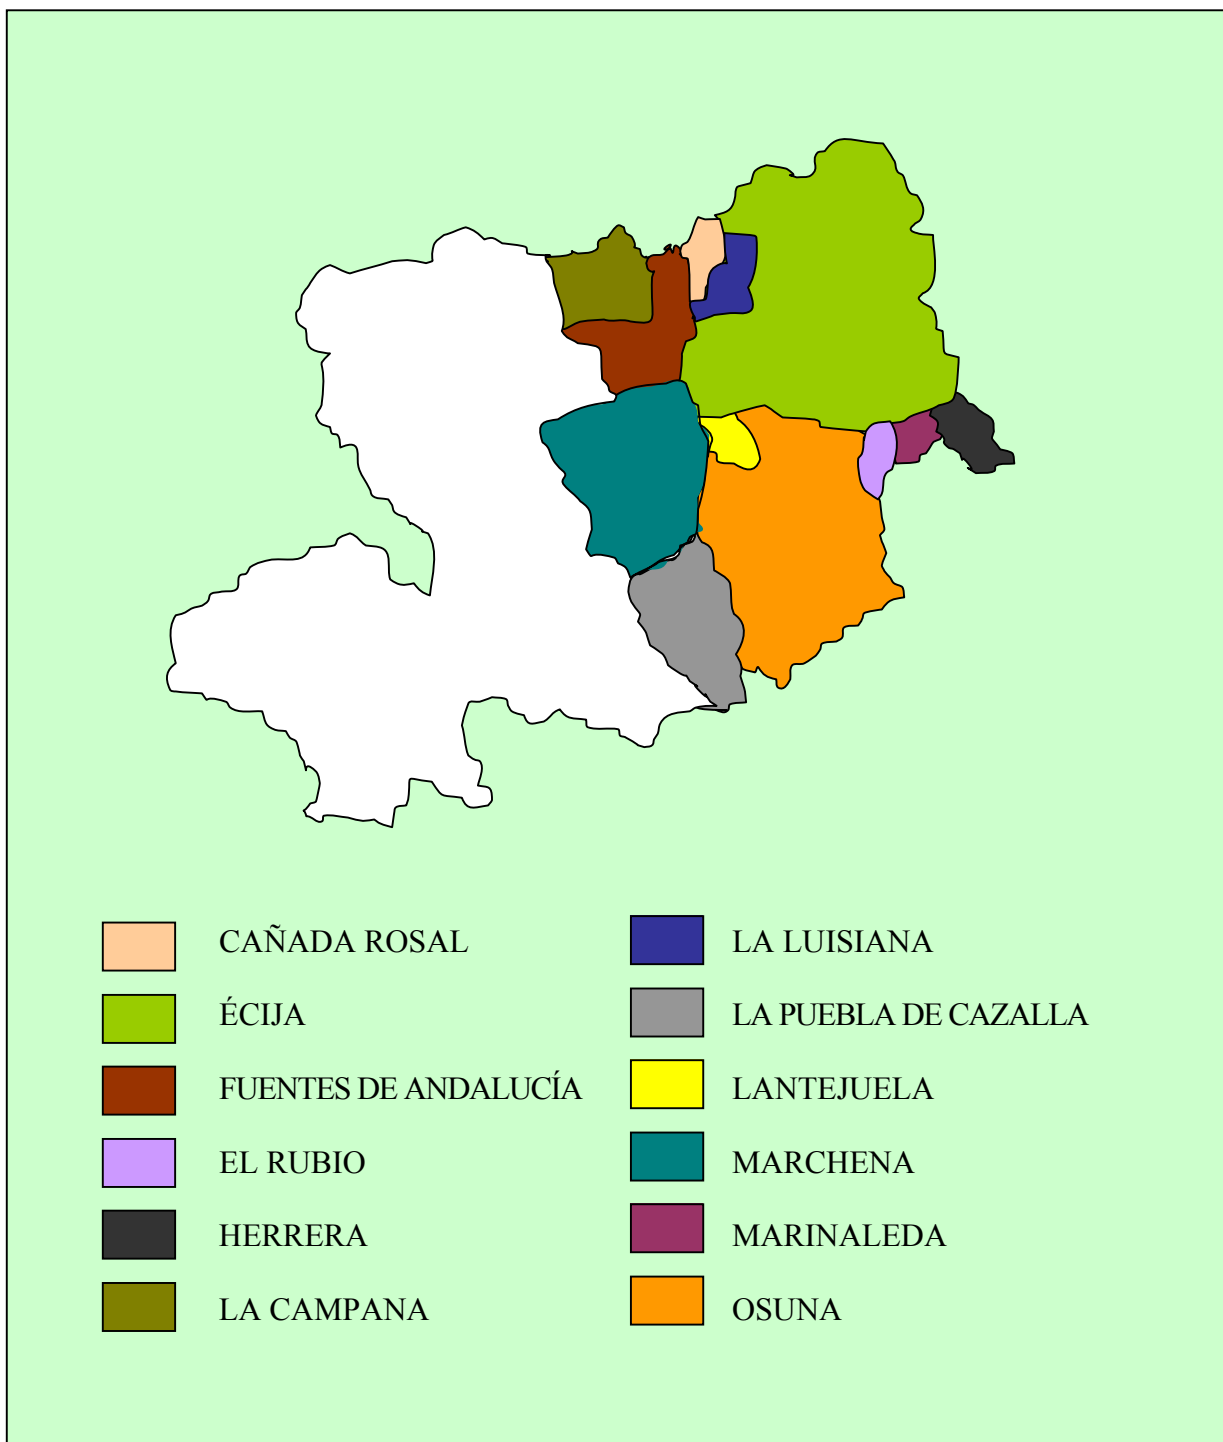 CAÑADA ROSAL
ÉCIJA
FUENTES DE ANDALUCÍA
EL RUBIO
HERRERA
LA CAMPANA
LA LUISIANA
LA PUEBLA DE CAZALLA
LANTEJUELA
MARCHENA
MARINALEDA
OSUNA